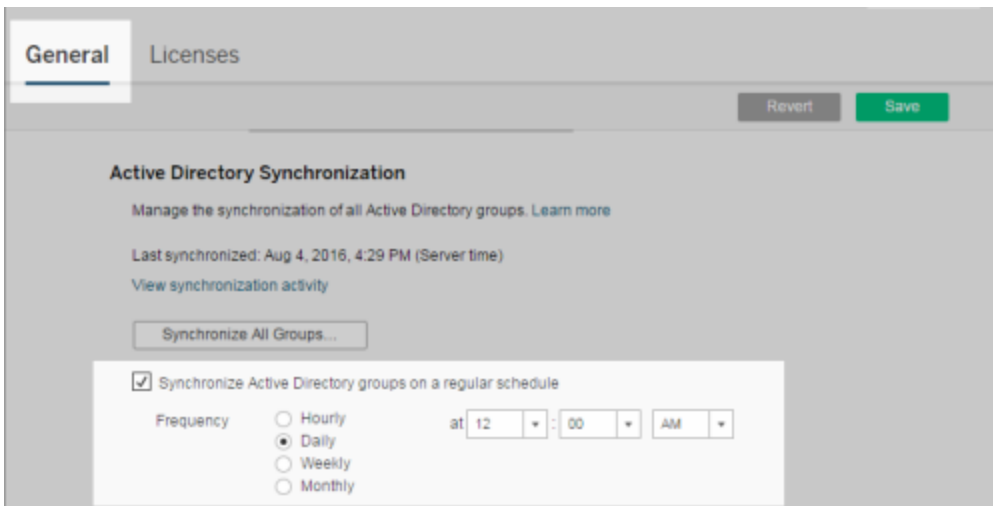 General Licenses
Revert Save
Active Directory Synchronization
Manage the synchronization of all Active Directory groups. Learn more
Last synchronized: Aug 4, 2016, 4:29 PM (Server time)
View synchronization activity
Synchronize All Groups...
Synchronize Active Directory groups on a regular schedule
Frequency Hourly at 12 : 00 AM
Daily
Weekly
Monthly